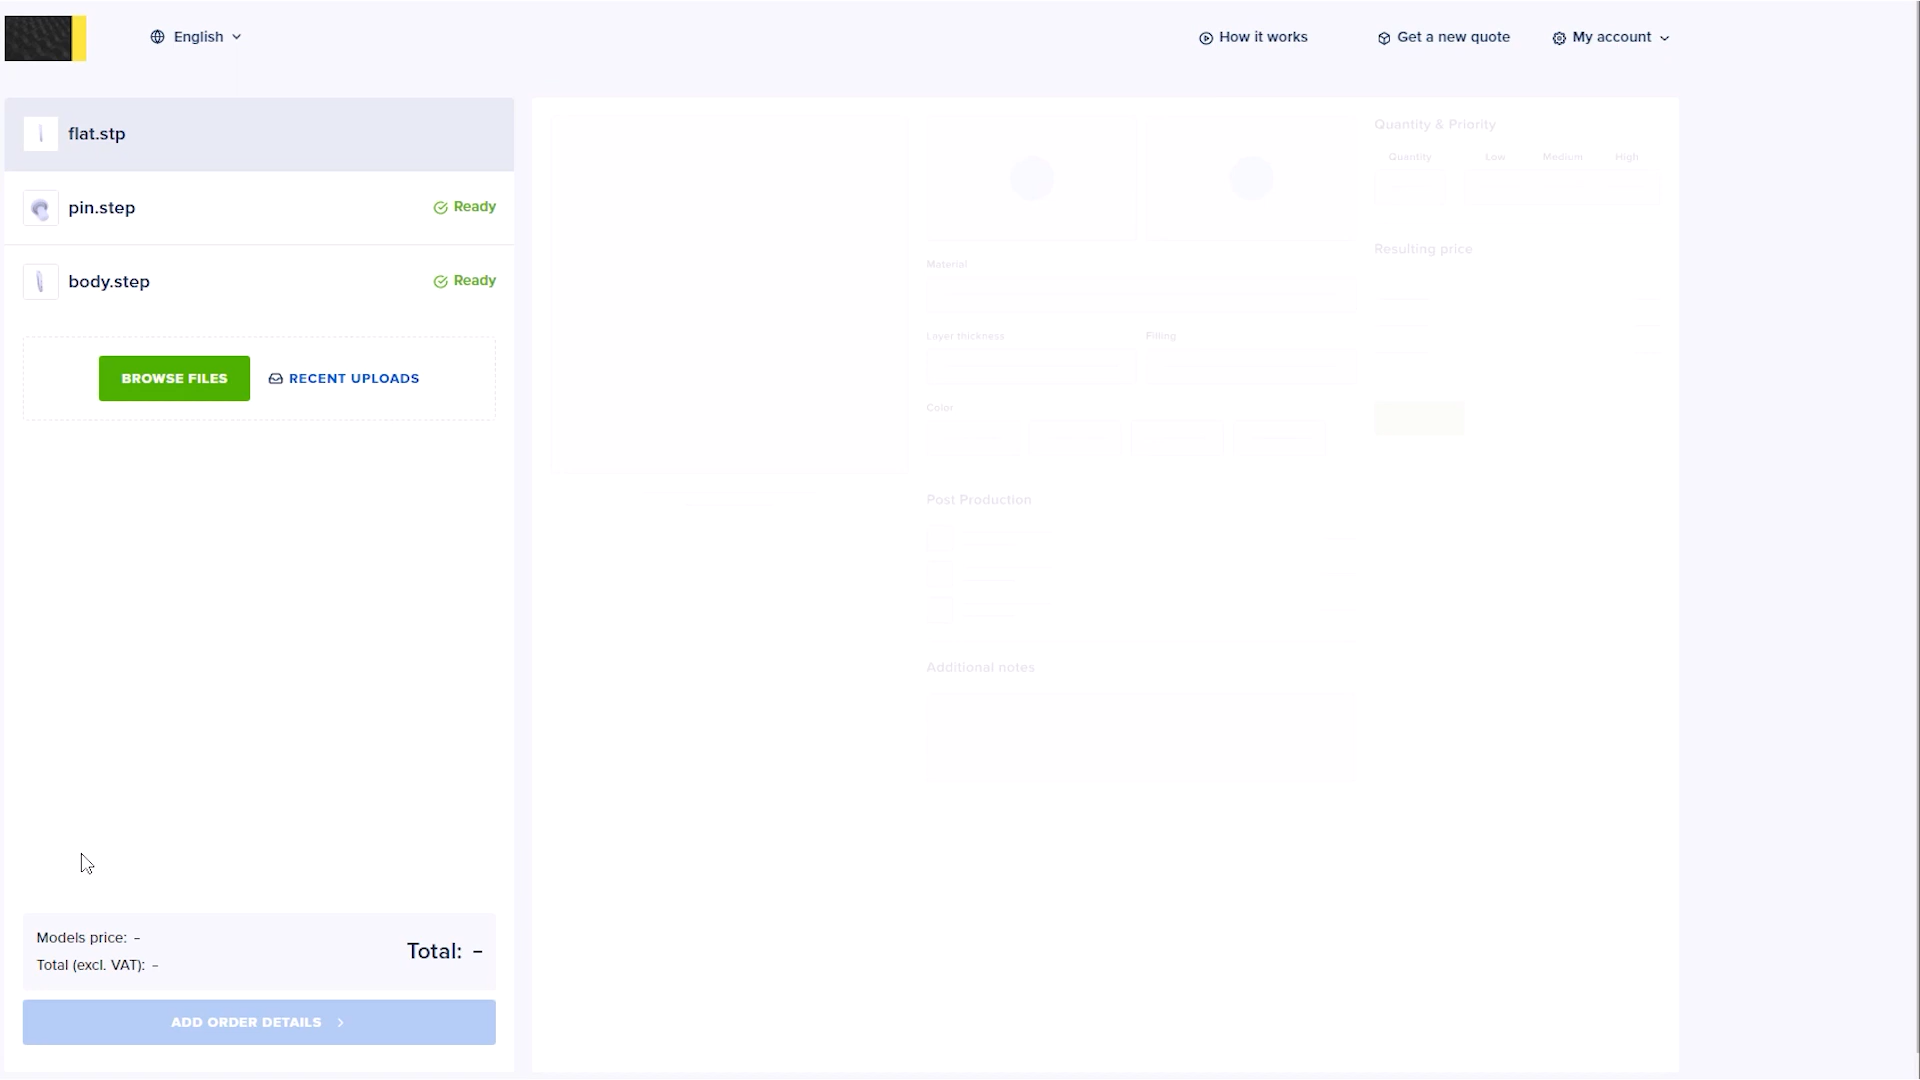 English
How it works
Get a new quote
My account
flat.stp
pin.step
Ready
body.step
Ready
BROWSE FILES
RECENT UPLOADS
Models price: -
Total (excl. VAT): -
Total: -
ADD ORDER DETAILS
Material
Layer thickness
Filling
Color
Post Production
Additional notes
Quantity & Priority
Quantity
Low
Medium
High
Resulting price